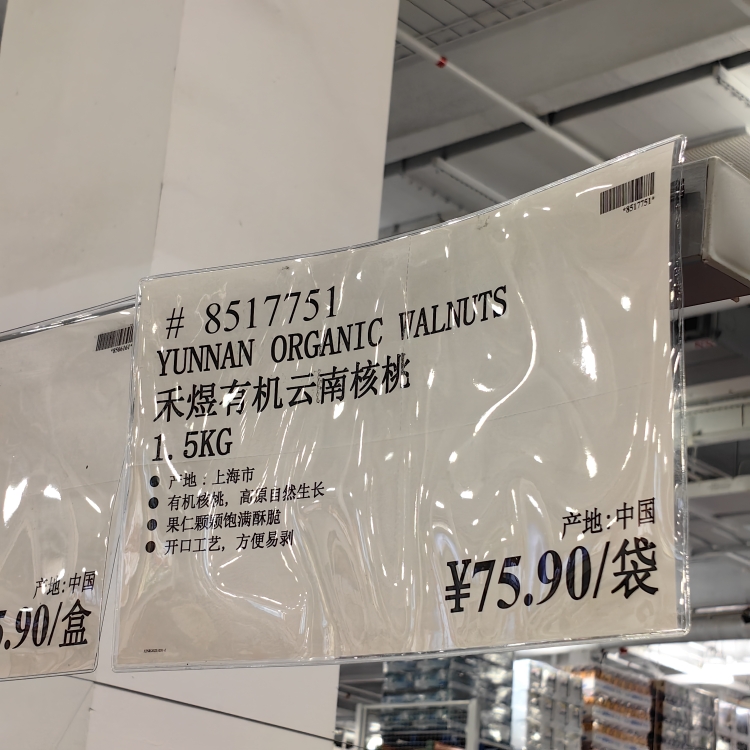 *8517751*
# 8517751
YUNNAN ORGANIC WALNUTS
禾煜有机云南核桃
1.5KG
● 产地：上海市
● 有机核桃，高原自然生长
● 果仁颗颗饱满酥脆
● 开口工艺，方便易剥
产地:中国
¥75.90/袋
产地:中国
5.90/盒